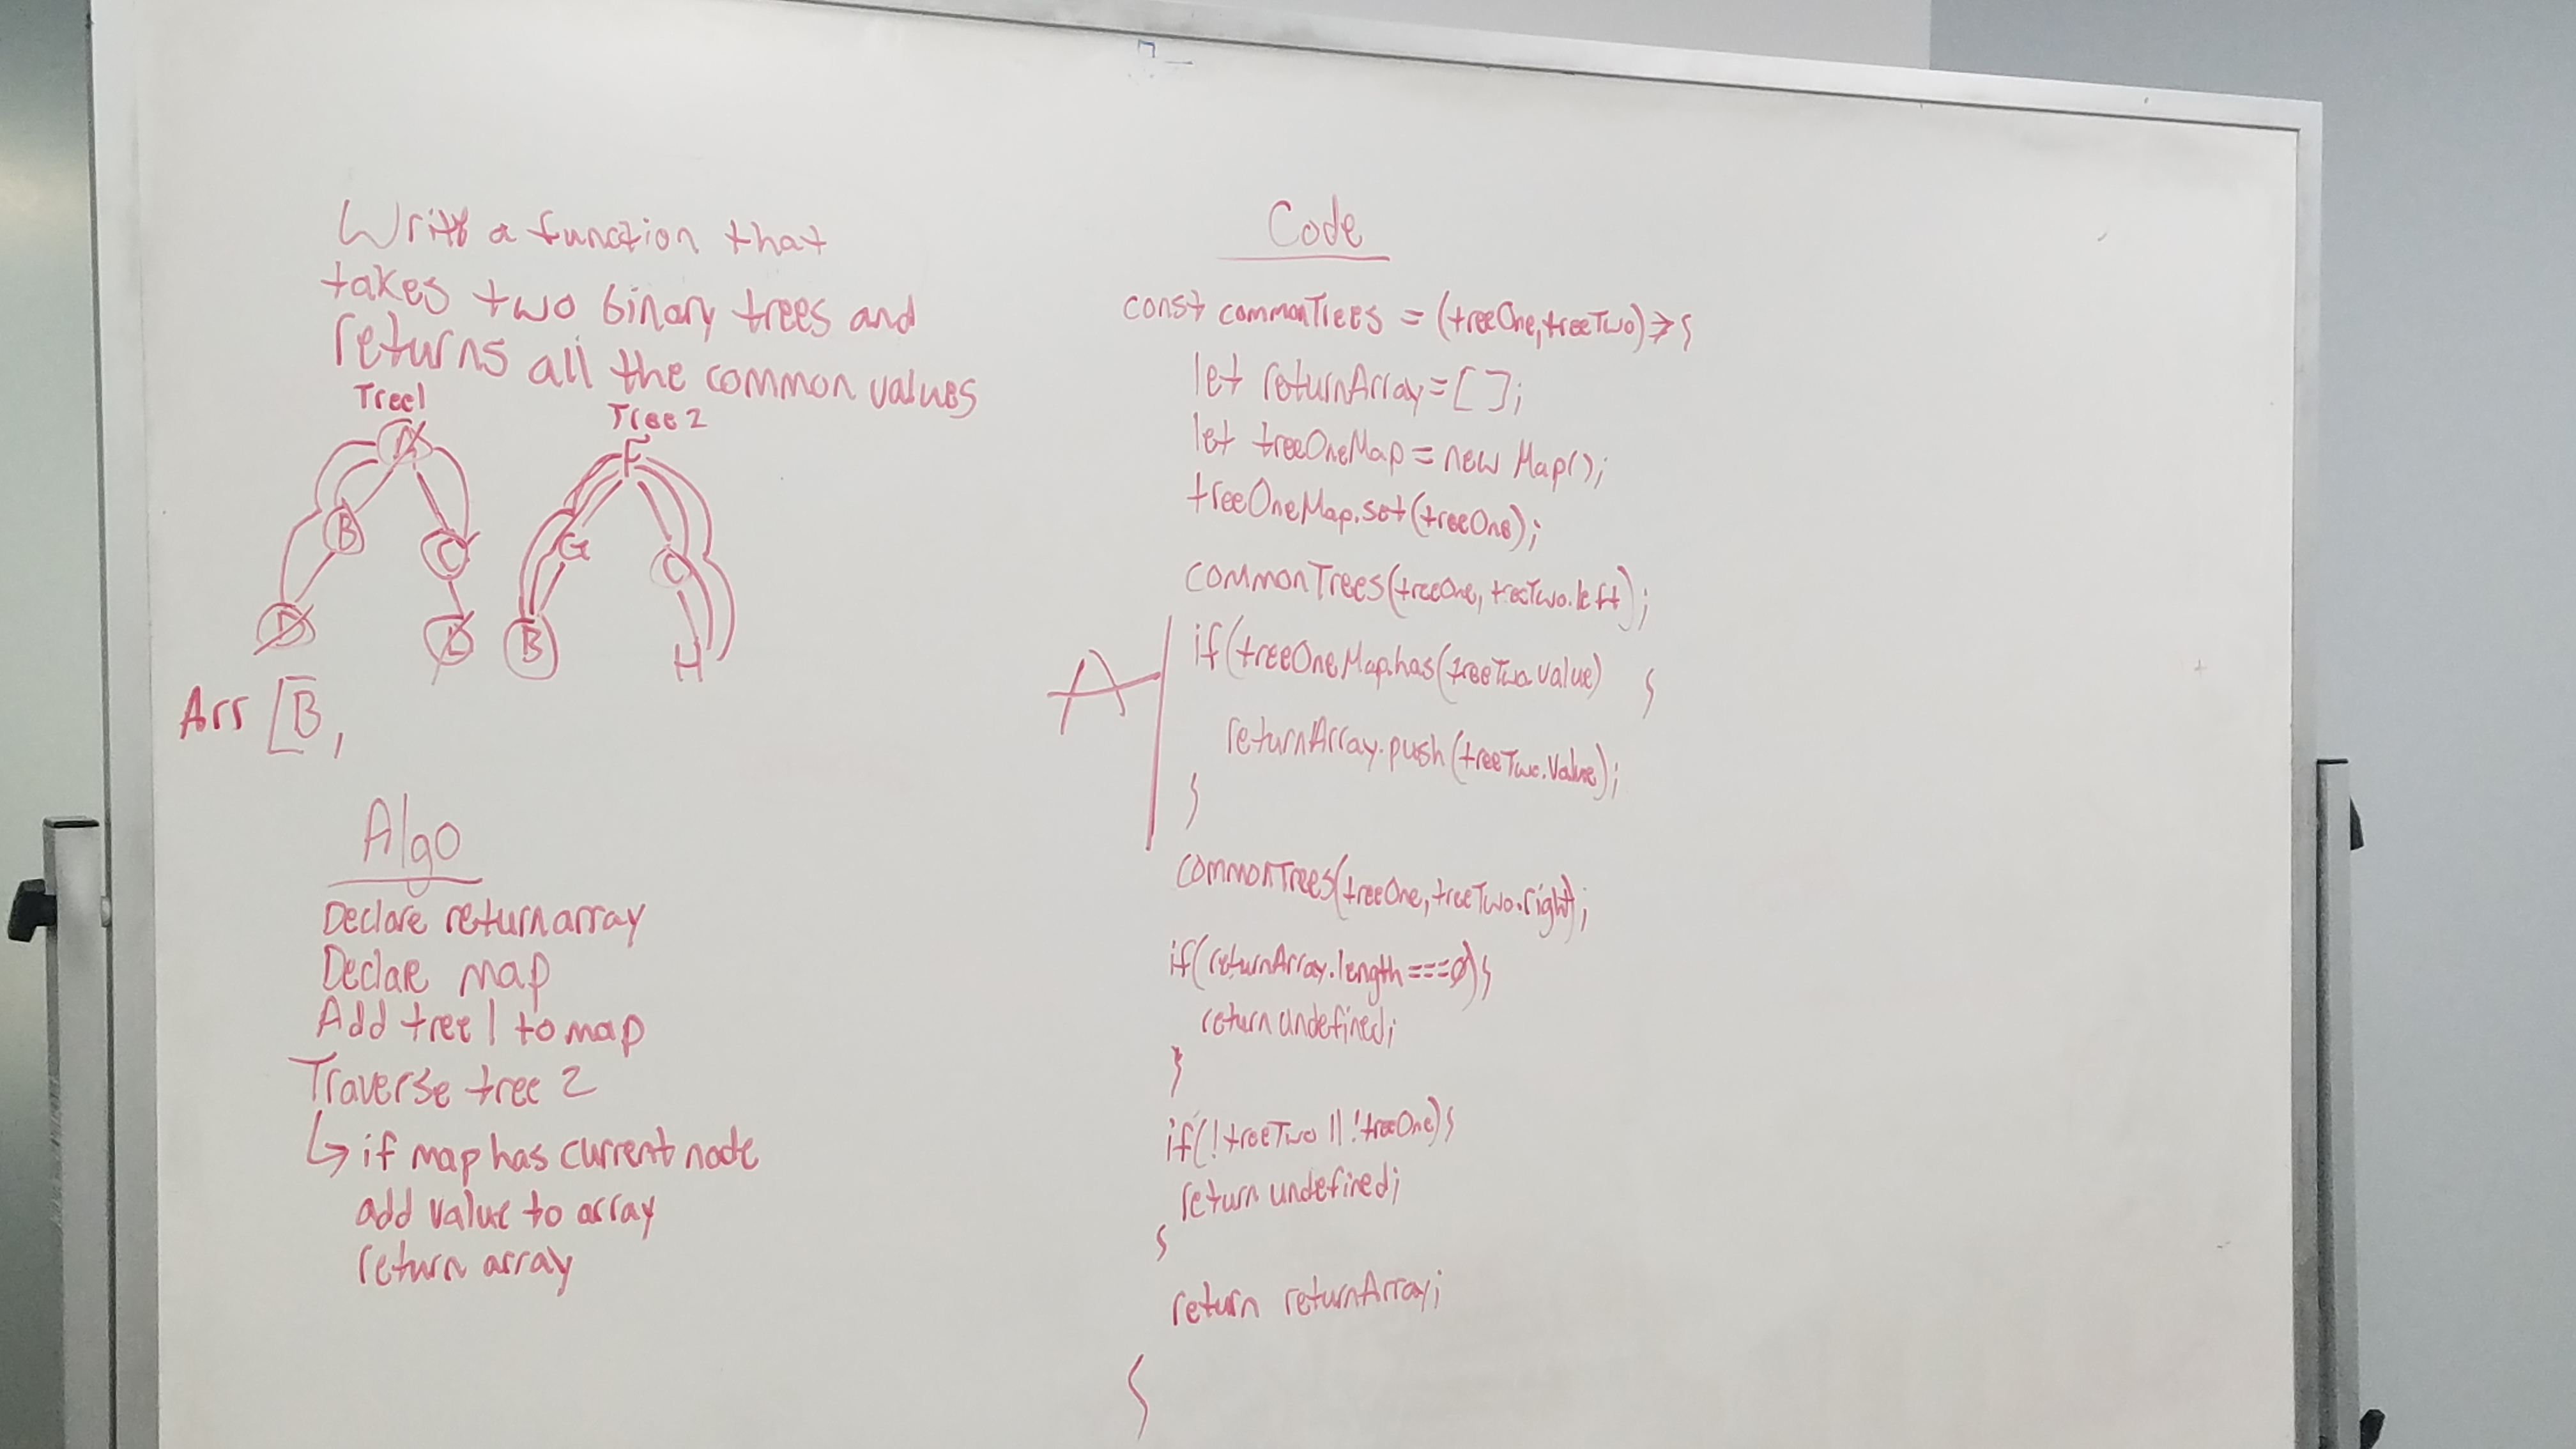 Write a function that
takes two binary trees and
returns all the common values
Tree1
Tree 2
A
F
B
C
G
C
D
E
B
H
Arr [B,
Algo
Declare return array
Declare map
Add tree 1 to map
Traverse tree 2
↳ if map has current node
add value to array
return array
Code
const commonTrees = (treeOne, treeTwo) => {
let returnArray = [];
let treeOneMap = new Map();
treeOneMap.set(treeOne);
commonTrees(treeOne, treeTwo.left);
A
if(treeOneMap.has(treeTwo.value) {
returnArray.push(treeTwo.value);
}
commonTrees(treeOne, treeTwo.right);
if(returnArray.length === 0){
return undefined;
}
if(!treeTwo || !treeOne){
return undefined;
}
return returnArray;
}